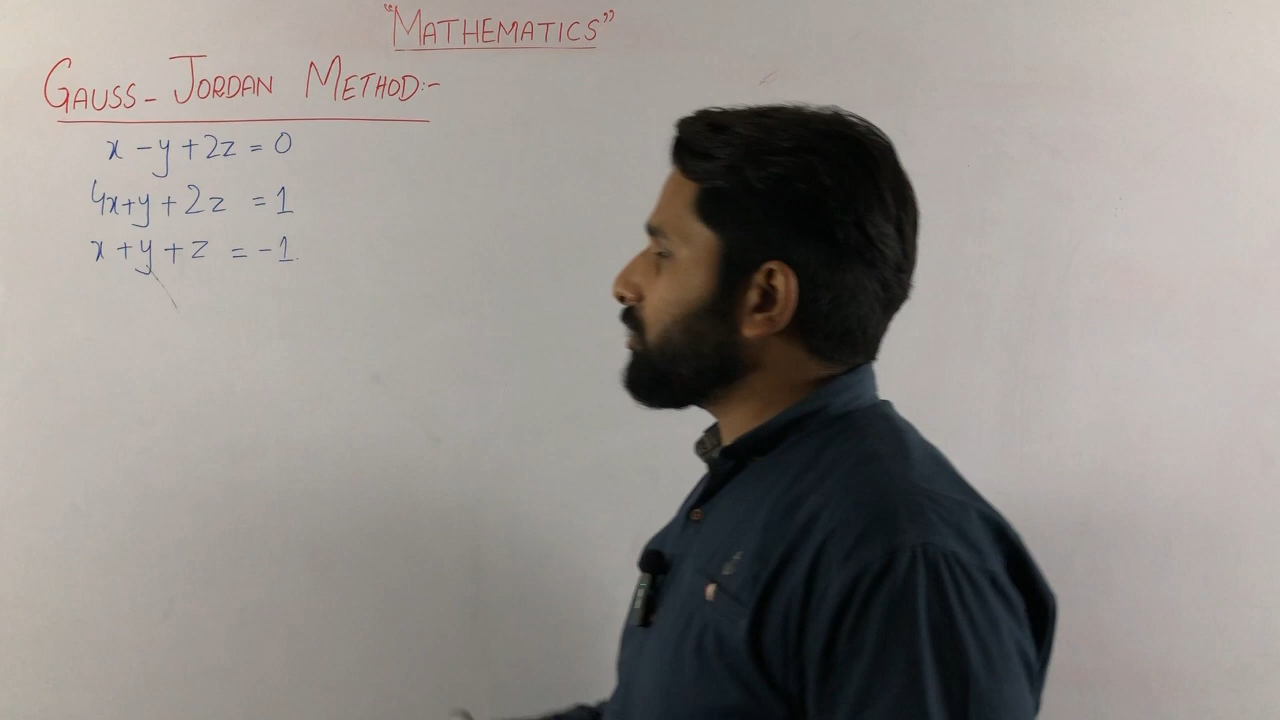 "MATHEMATICS"
GAUSS-JORDAN METHOD:-
x - y + 2z = 0
4x + y + 2z = 1
x + y + z = -1